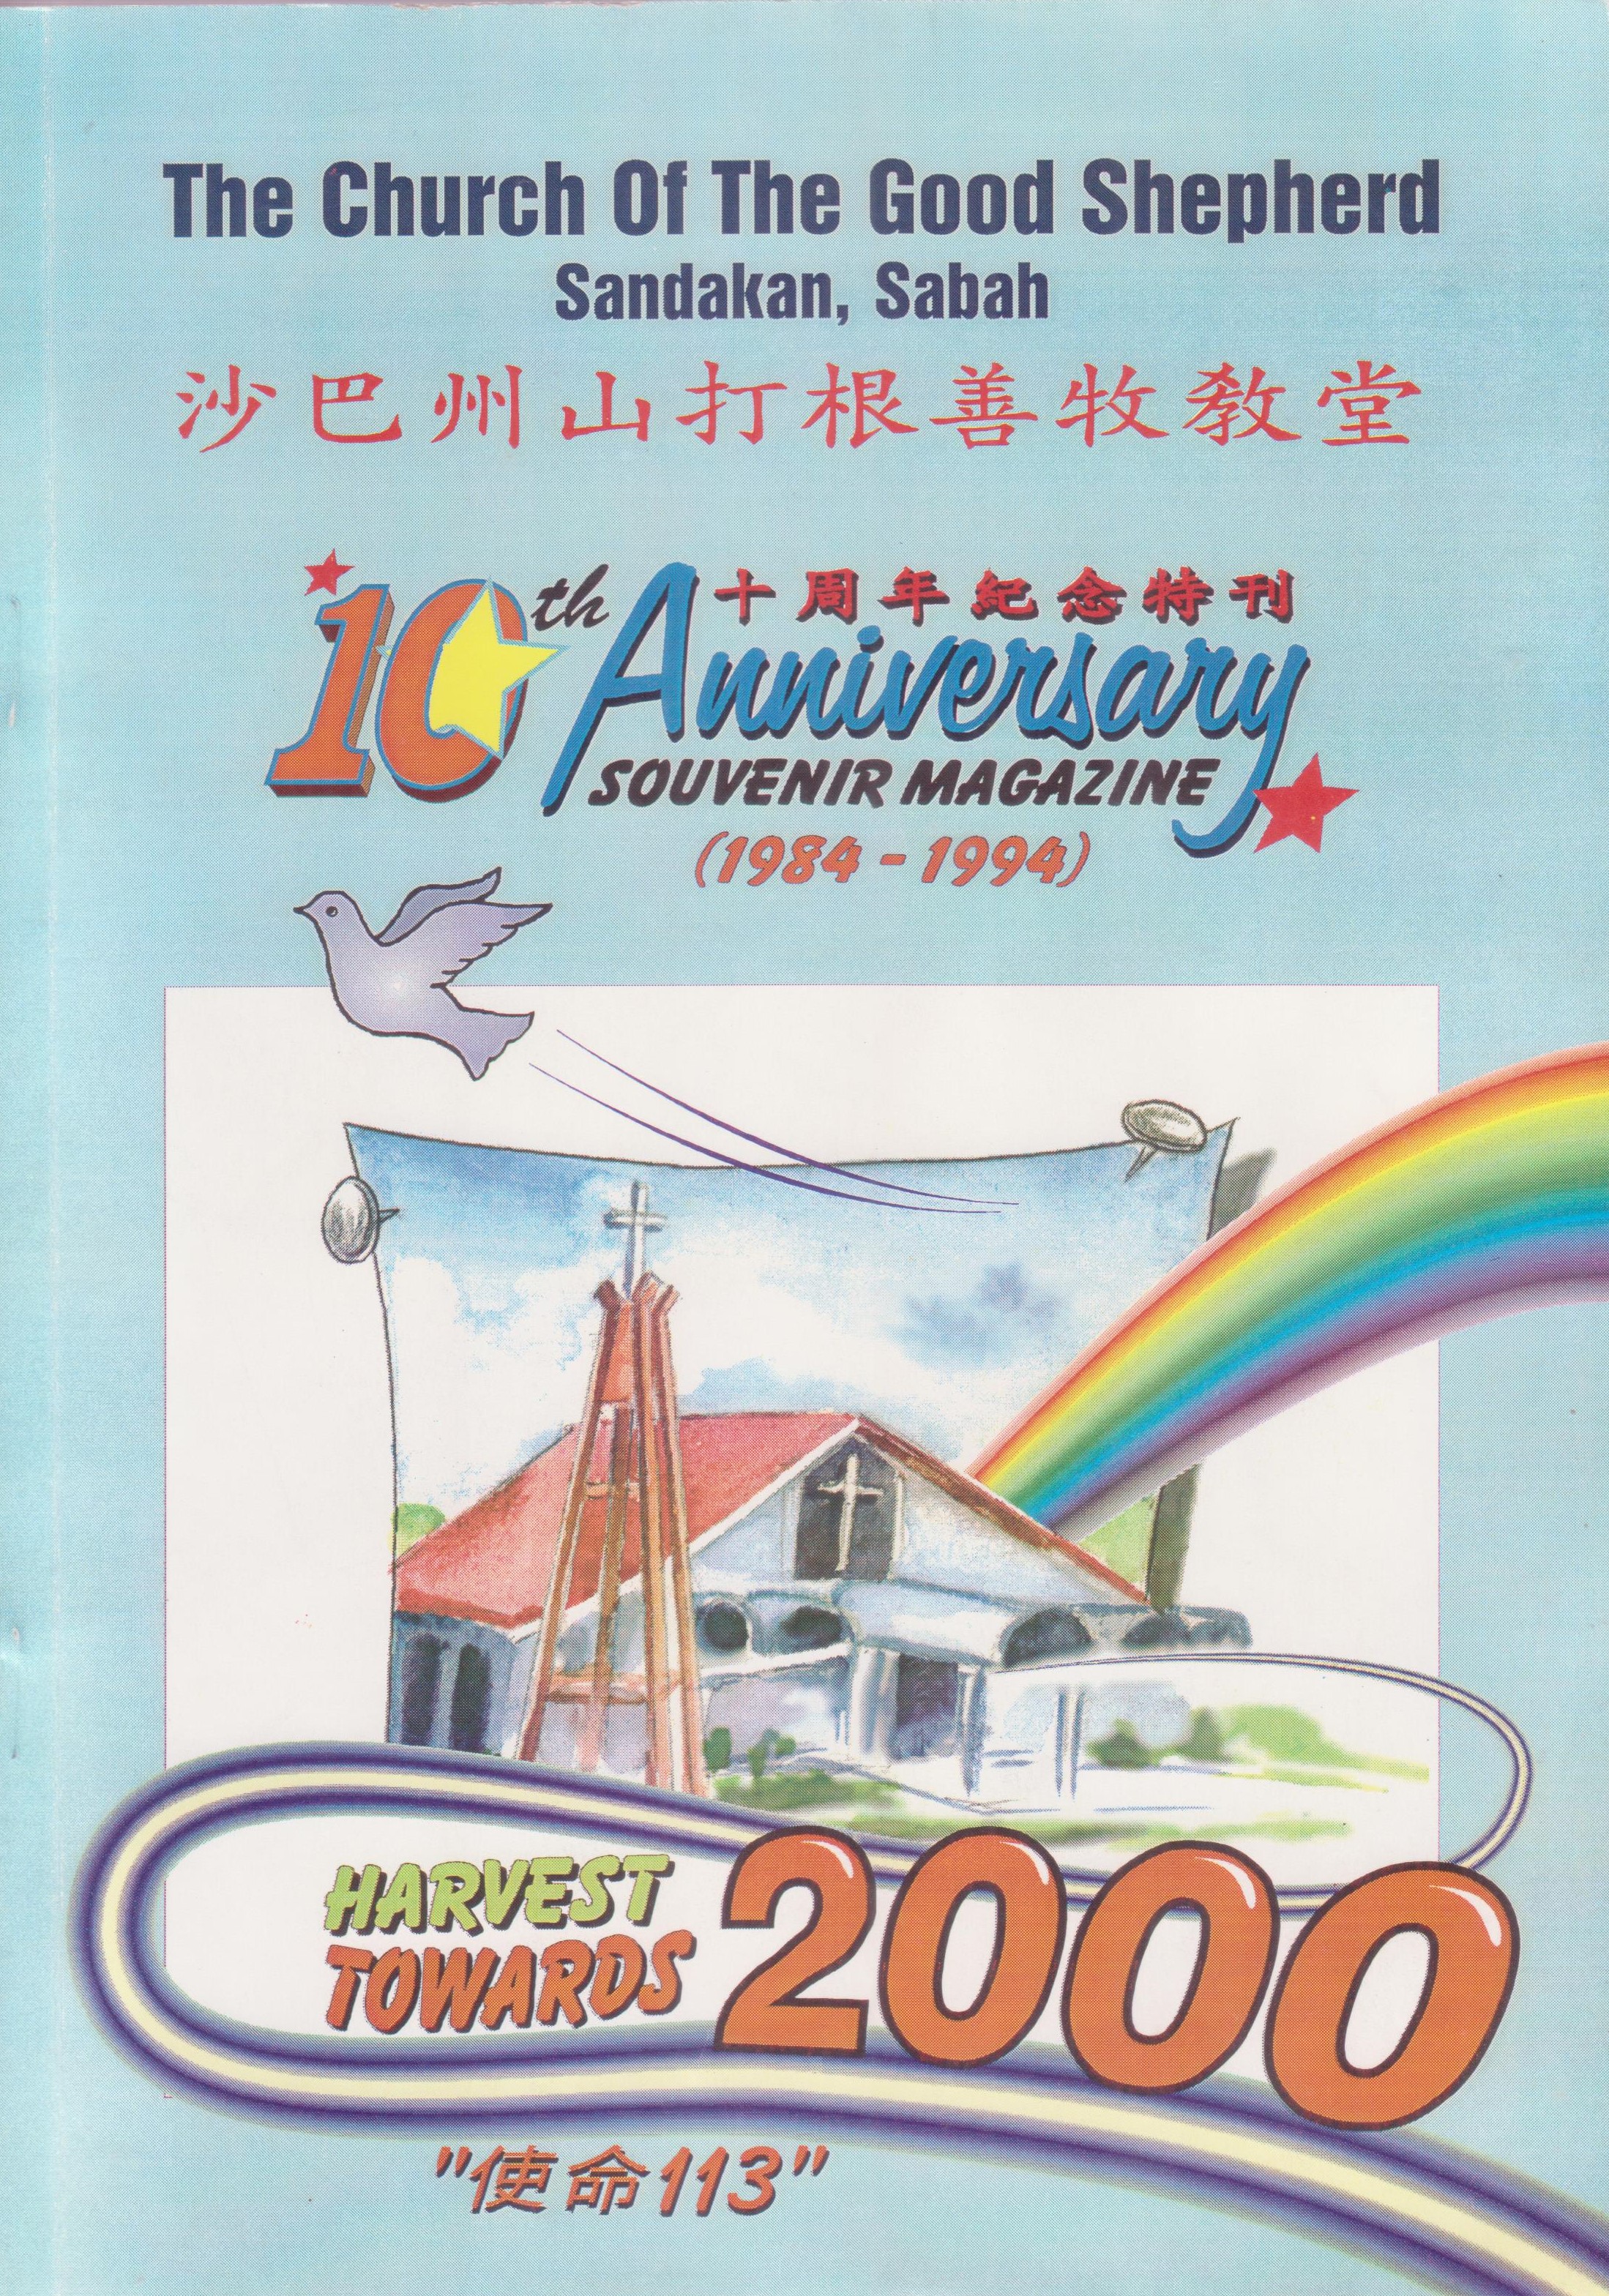 The Church Of The Good Shepherd
Sandakan, Sabah
沙巴州山打根善牧教堂
10th Anniversary
十周年紀念特刊
SOUVENIR MAGAZINE
(1984 - 1994)
HARVEST
TOWARDS 2000
"使命113"